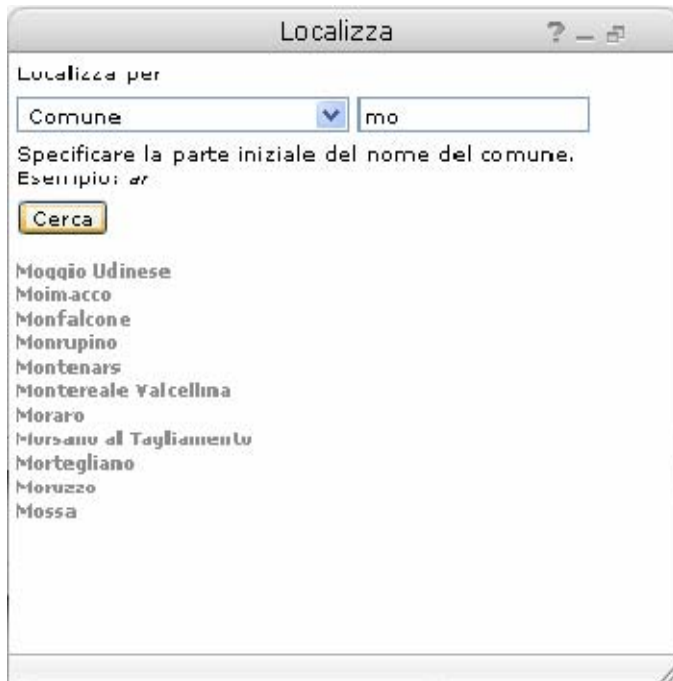 Localizza
Localizza per
Comune mo
Specificare la parte iniziale del nome del comune.
Esempio: ar
Cerca
Moggio Udinese
Moimacco
Monfalcone
Monrupino
Montenars
Montereale Valcellina
Moraro
Morsano al Tagliamento
Mortegliano
Moruzzo
Mossa